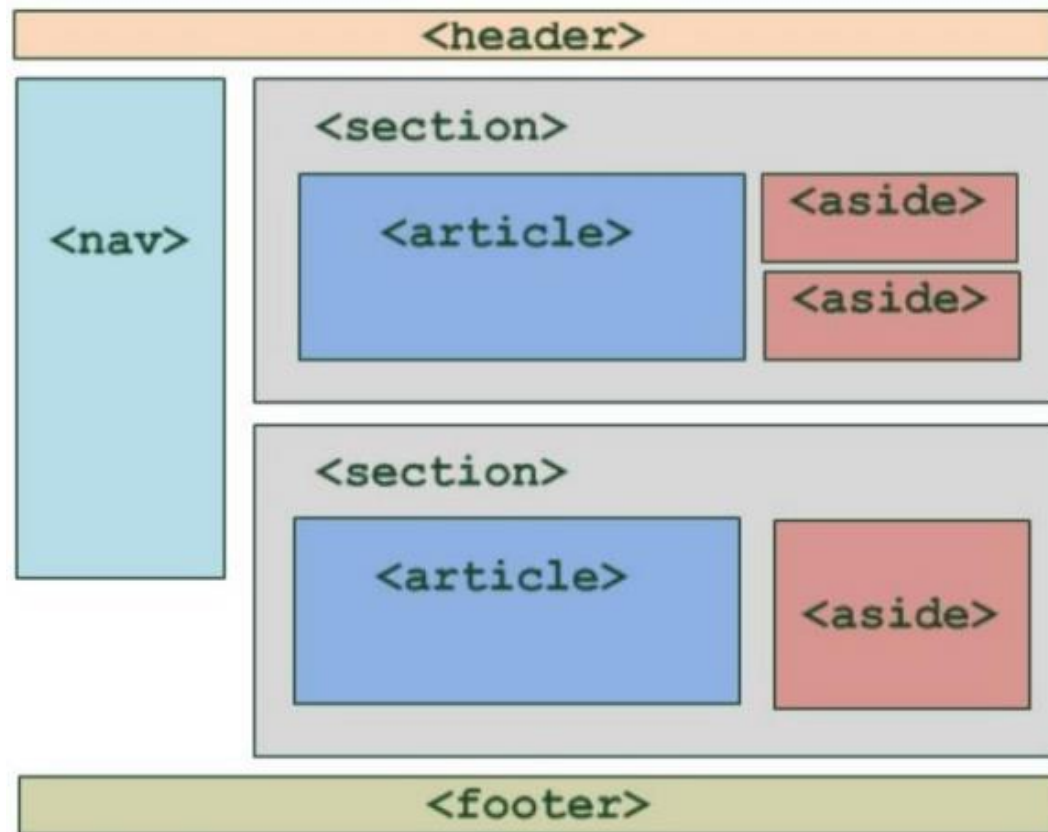 <header>
<nav>
<section>
<article>
<aside>
<aside>
<section>
<article>
<aside>
<footer>